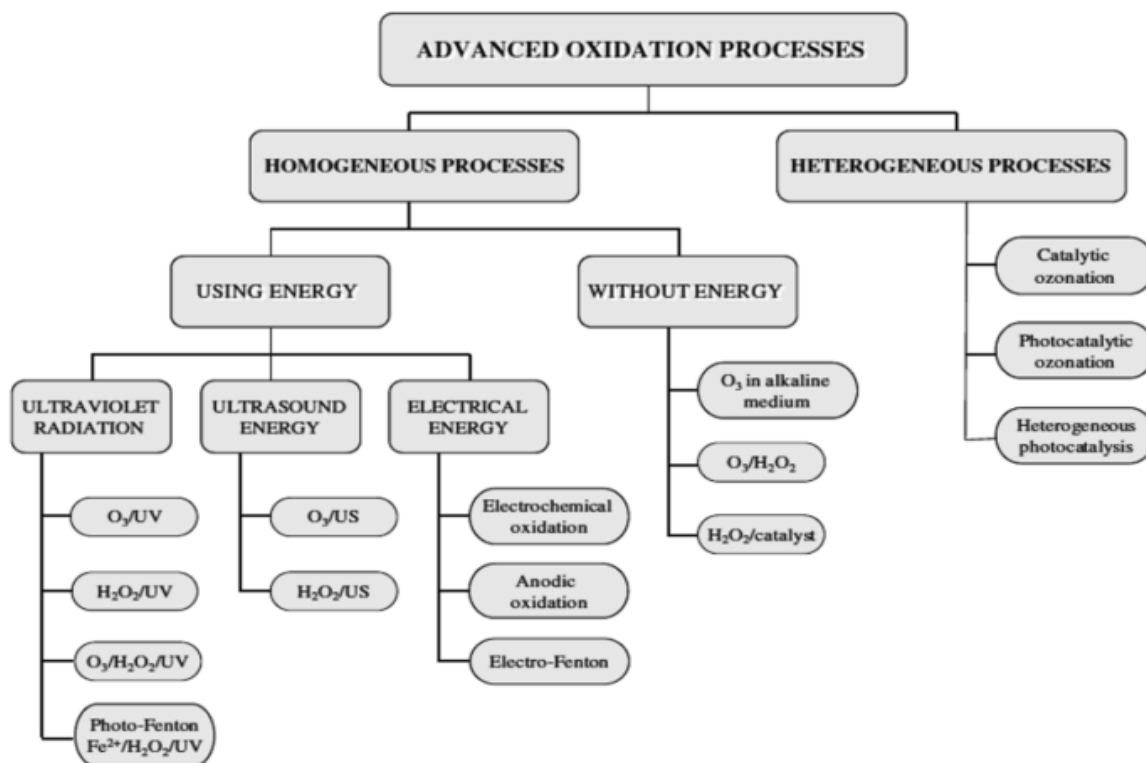 ADVANCED OXIDATION PROCESSES
HOMOGENEOUS PROCESSES
HETEROGENEOUS PROCESSES
USING ENERGY
WITHOUT ENERGY
Catalytic
ozonation
Photocatalytic
ozonation
Heterogeneous
photocatalysis
ULTRAVIOLET
RADIATION
ULTRASOUND
ENERGY
ELECTRICAL
ENERGY
O₃ in alkaline
medium
O₃/H₂O₂
H₂O₂/catalyst
O₃/UV
H₂O₂/UV
O₃/H₂O₂/UV
Photo-Fenton
Fe²⁺/H₂O₂/UV
O₃/US
H₂O₂/US
Electrochemical
oxidation
Anodic
oxidation
Electro-Fenton